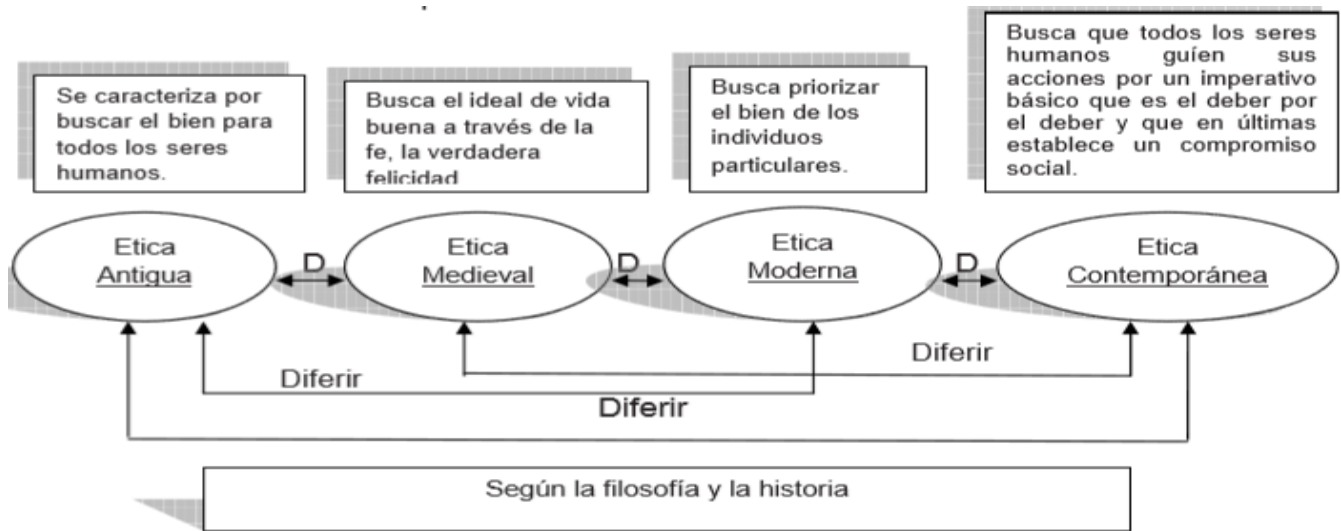 Se caracteriza por
buscar el bien para
todos los seres
humanos.
Busca el ideal de vida
buena a través de la
fe, la verdadera
felicidad
Busca priorizar
el bien de los
individuos
particulares.
Busca que todos los seres
humanos guíen sus
acciones por un imperativo
básico que es el deber por
el deber y que en últimas
establece un compromiso
social.
Etica
Antigua
D
Etica
Medieval
D
Etica
Moderna
D
Etica
Contemporánea
Diferir
Diferir
Diferir
Según la filosofía y la historia